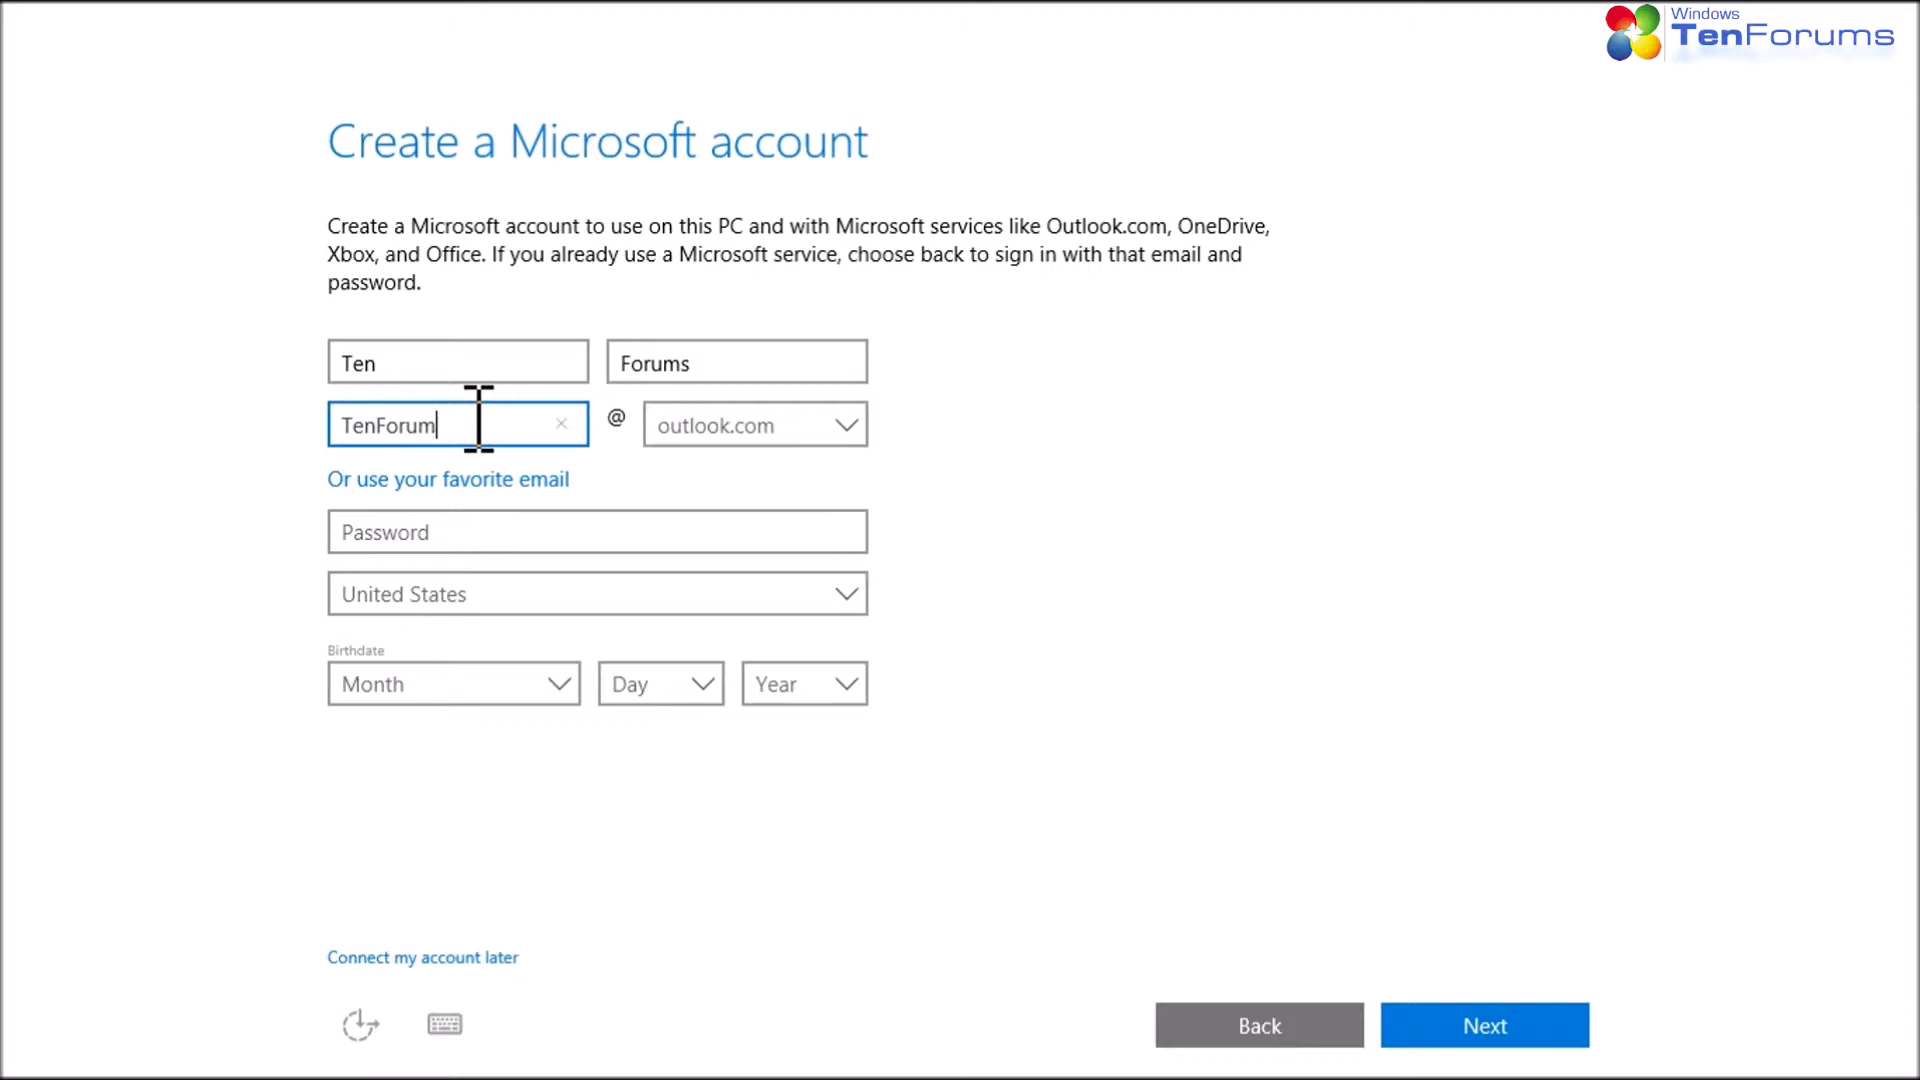 Windows
TenForums
Create a Microsoft account
Create a Microsoft account to use on this PC and with Microsoft services like Outlook.com, OneDrive,
Xbox, and Office. If you already use a Microsoft service, choose back to sign in with that email and
password.
Ten Forums
TenForum @ outlook.com
Or use your favorite email
Password
United States
Birthdate
Month Day Year
Connect my account later
Back Next